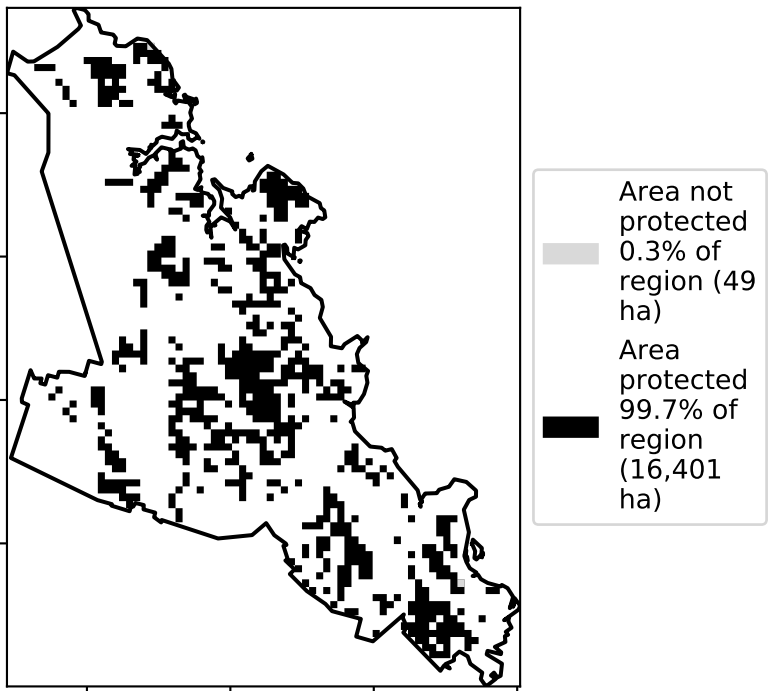 Area not
protected
0.3% of
region (49
ha)
Area
protected
99.7% of
region
(16,401
ha)